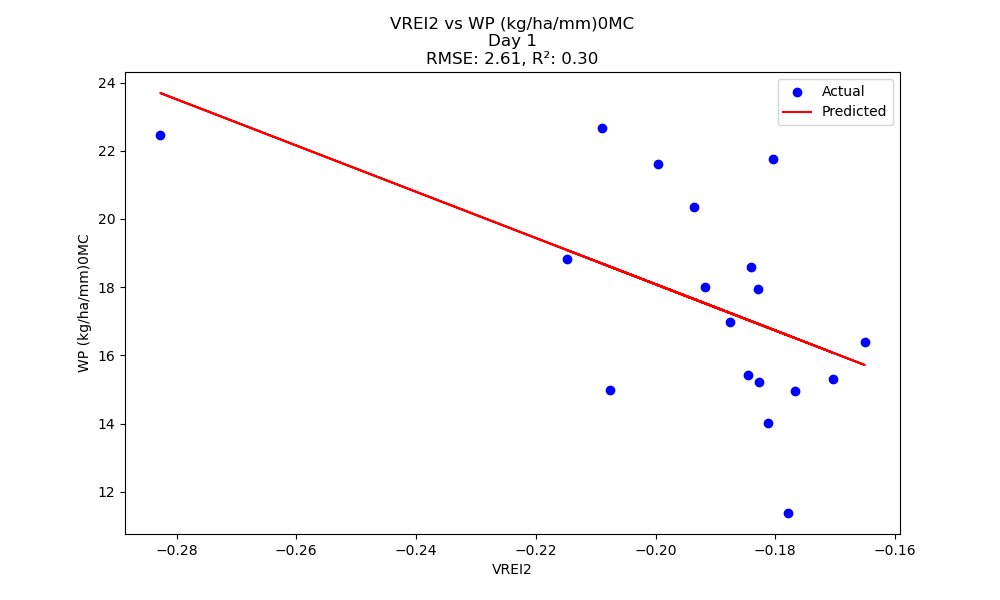 VREI2 vs WP (kg/ha/mm)0MC
Day 1
RMSE: 2.61, R²: 0.30
Actual
Predicted
WP (kg/ha/mm)0MC
24
22
20
18
16
14
12
−0.28
−0.26
−0.24
−0.22
−0.20
−0.18
−0.16
VREI2